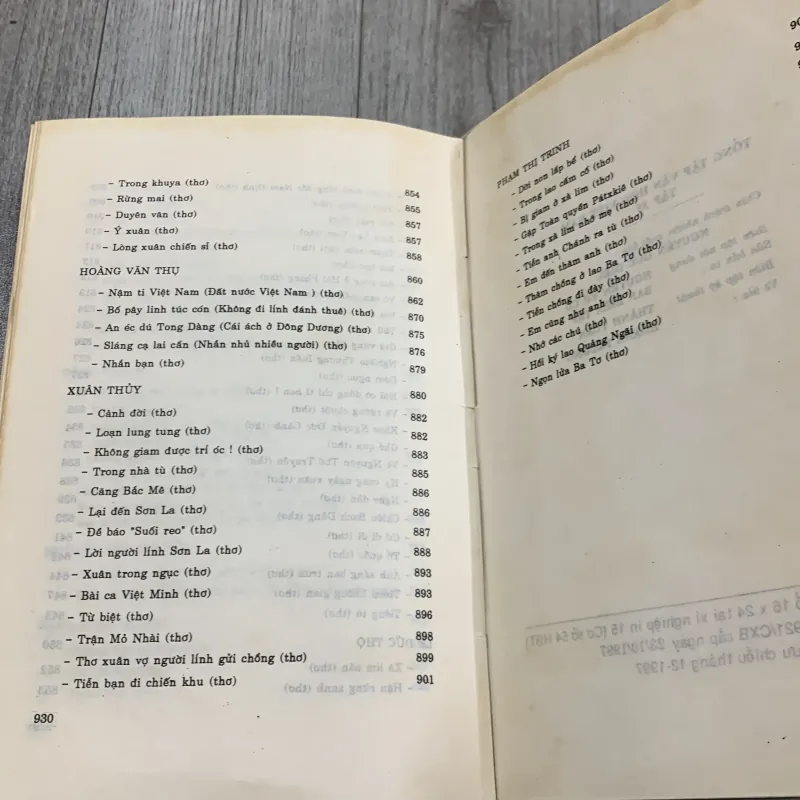 - Trong khuya (thơ) 854
- Rừng mai (thơ) 855
- Duyên văn (thơ) 857
- Ý xuân (thơ) 857
- Lòng xuân chiến sĩ (thơ) 858
HOÀNG VĂN THỤ 860
- Nậm tỉ Việt Nam (Đất nước Việt Nam ) (thơ) 862
- Bố pây linh túc cơn (Không đi lính đánh thuê) (thơ) 870
- An éc dú Tong Dàng (Cái ách ở Đông Dương) (thơ) 875
- Slảng cạ lai cần (Nhắn nhủ nhiều người) (thơ) 876
- Nhắn bạn (thơ) 879
XUÂN THỦY 880
- Cảnh đời (thơ) 882
- Loạn lung tung (thơ) 882
- Không giam được trí óc ! (thơ) 883
- Trong nhà tù (thơ) 885
- Căng Bắc Mê (thơ) 886
- Lại đến Sơn La (thơ) 886
- Đề báo "Suối reo" (thơ) 887
- Lời người lính Sơn La (thơ) 888
- Xuân trong ngục (thơ) 893
- Bài ca Việt Minh (thơ) 893
- Từ biệt (thơ) 896
- Trận Mỏ Nhài (thơ) 898
- Thơ xuân vợ người lính gửi chồng (thơ) 899
- Tiễn bạn đi chiến khu (thơ) 901
930
PHẠM THỊ TRINH
- Dời non lấp bể (thơ)
- Trong lao cấm cố (thơ)
- Bị giam ở xà lim (thơ)
- Gặp Toàn quyền Pátxkiê (thơ)
- Trong xà lim nhớ mẹ (thơ)
- Tiễn anh Chánh ra tù (thơ)
- Em đến thăm anh (thơ)
- Thăm chồng ở lao Ba Tơ (thơ)
- Tiễn chồng đi đày (thơ)
- Em cũng như anh (thơ)
- Nhớ các chú (thơ)
- Hồi ký lao Quảng Ngãi (thơ)
- Ngọn lửa Ba Tơ (thơ)